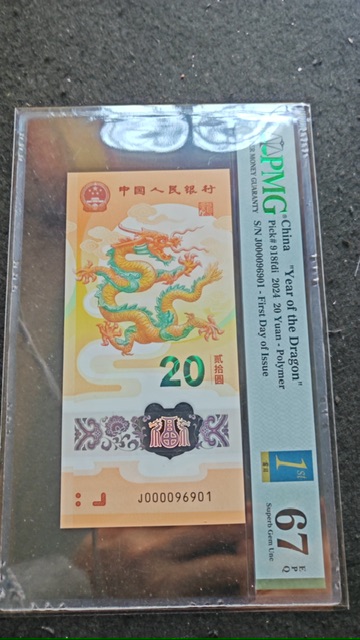 中国人民银行
20
贰拾圆
J000096901
PMG
MONEY GUARANTY
China "Year of the Dragon"
Pick# 918fdi 2024 20 Yuan - Polymer
S/N J000096901 - First Day of Issue
1st
67 EPQ
Superb Gem Unc